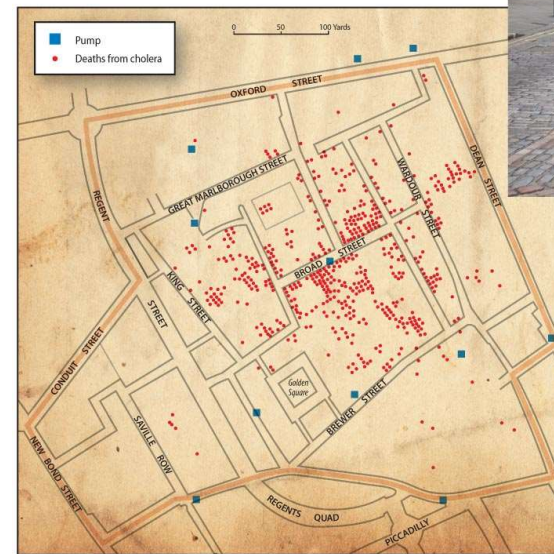 0 50 100 Yards
Pump
Deaths from cholera
OXFORD STREET
REGENT
GREAT MARLBOROUGH STREET
WARDOUR STREET
DEAN STREET
KING STREET
STREET
BROAD STREET
CONDUIT STREET
Golden
Square
BREWER STREET
SAVILLE ROW
NEW BOND STREET
REGENTS QUAD
PICCADILLY